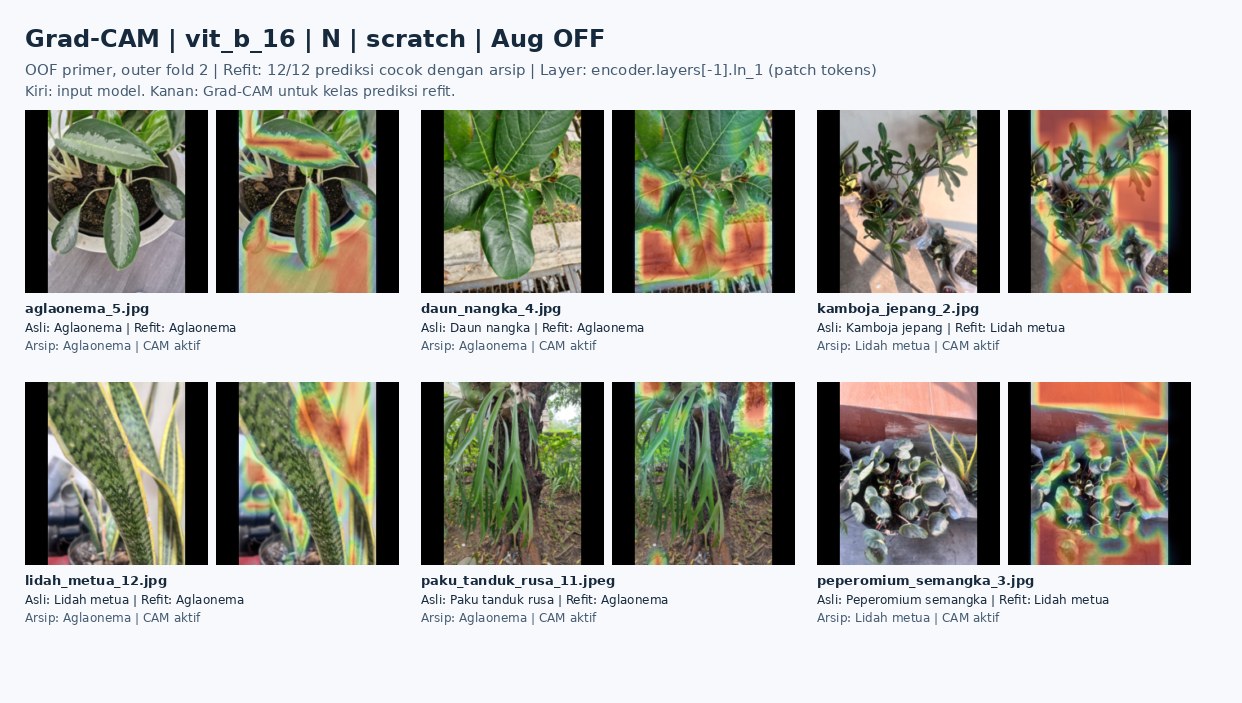 Grad-CAM | vit_b_16 | N | scratch | Aug OFF
OOF primer, outer fold 2 | Refit: 12/12 prediksi cocok dengan arsip | Layer: encoder.layers[-1].ln_1 (patch tokens)
Kiri: input model. Kanan: Grad-CAM untuk kelas prediksi refit.
aglaonema_5.jpg
Asli: Aglaonema | Refit: Aglaonema
Arsip: Aglaonema | CAM aktif
daun_nangka_4.jpg
Asli: Daun nangka | Refit: Aglaonema
Arsip: Aglaonema | CAM aktif
kamboja_jepang_2.jpg
Asli: Kamboja jepang | Refit: Lidah metua
Arsip: Lidah metua | CAM aktif
lidah_metua_12.jpg
Asli: Lidah metua | Refit: Aglaonema
Arsip: Aglaonema | CAM aktif
paku_tanduk_rusa_11.jpeg
Asli: Paku tanduk rusa | Refit: Aglaonema
Arsip: Aglaonema | CAM aktif
peperomium_semangka_3.jpg
Asli: Peperomium semangka | Refit: Lidah metua
Arsip: Lidah metua | CAM aktif